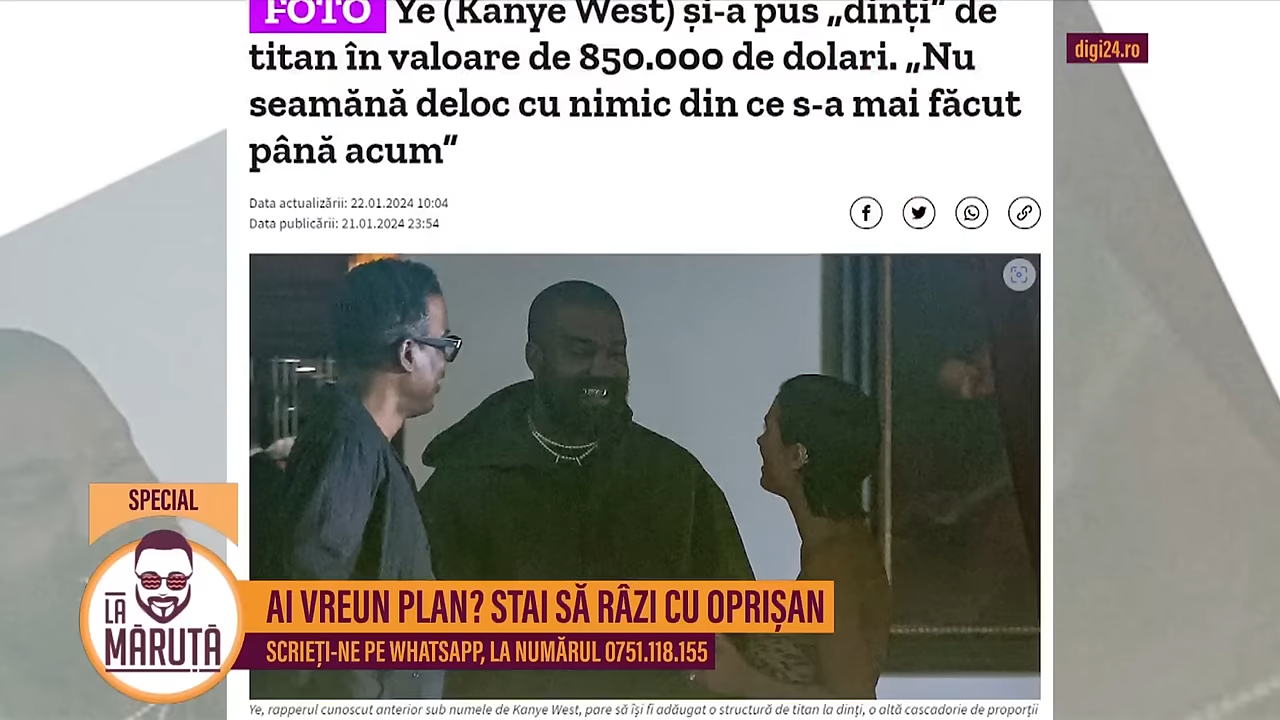 FOTO Ye (Kanye West) și-a pus „dinți” de
titan în valoare de 850.000 de dolari. „Nu
seamănă deloc cu nimic din ce s-a mai făcut
până acum”
digi24.ro
Data actualizării: 22.01.2024 10:04
Data publicării: 21.01.2024 23:54
SPECIAL
LA
MĂRUȚĂ
AI VREUN PLAN? STAI SĂ RÂZI CU OPRIȘAN
SCRIEȚI-NE PE WHATSAPP, LA NUMĂRUL 0751.118.155
Ye, rapperul cunoscut anterior sub numele de Kanye West, pare să își fi adăugat o structură de titan la dinți, o altă cascadorie de proporții